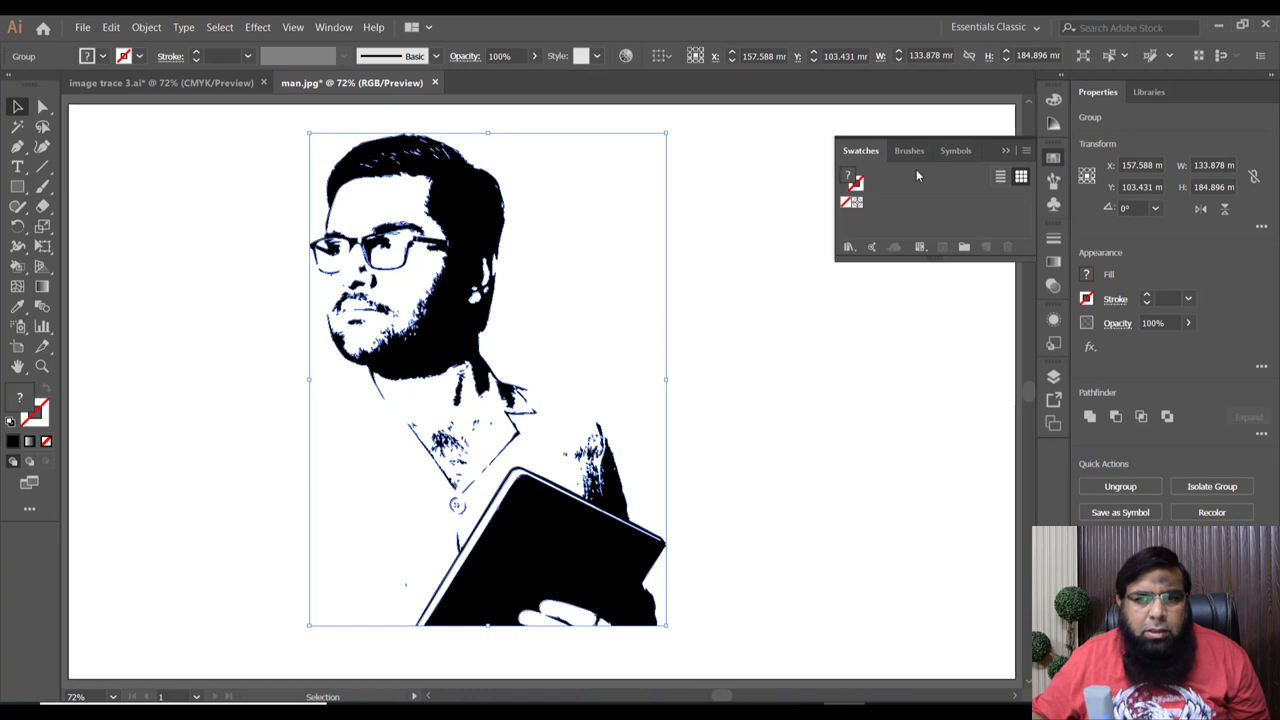 Ai File Edit Object Type Select Effect View Window Help Essentials Classic Search Adobe Stock
Group ? Stroke: Basic Opacity: 100% Style: X: 157.588 m Y: 103.431 m W: 133.878 mm H: 184.896 mm
image trace 3.ai* @ 72% (CMYK/Preview) × man.jpg* @ 72% (RGB/Preview) ×
Swatches Brushes Symbols
?
Properties Libraries
Group
Transform
X: 157.588 m W: 133.878 m
Y: 103.431 m H: 184.896 m
0°
Appearance
? Fill
Stroke
Opacity 100%
fx.
Pathfinder
Expand
Quick Actions
Ungroup Isolate Group
Save as Symbol Recolor
?
72% 1 Selection